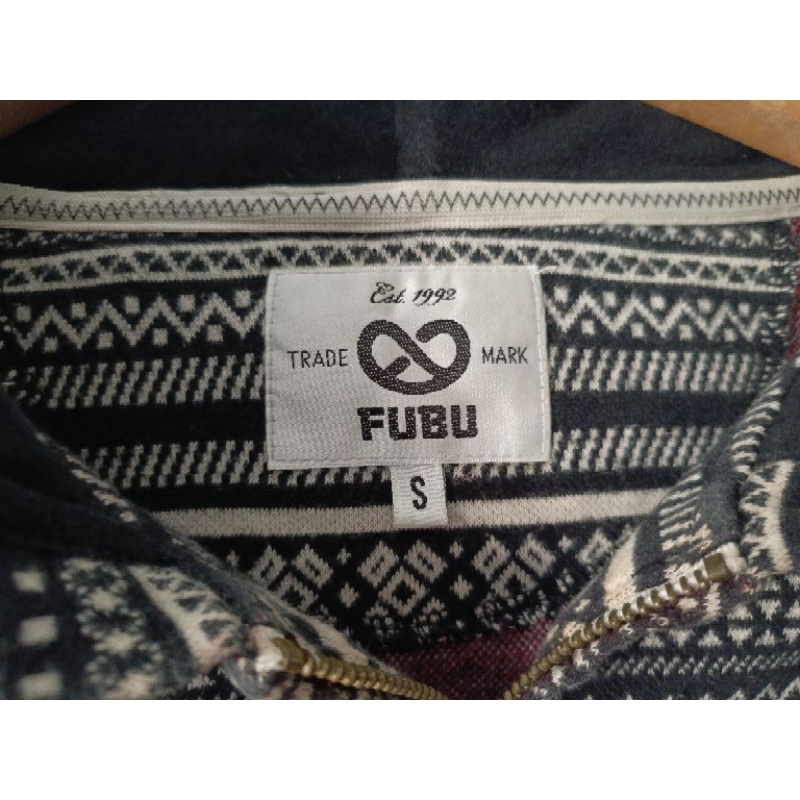 Est. 1992
TRADE MARK
FUBU
S